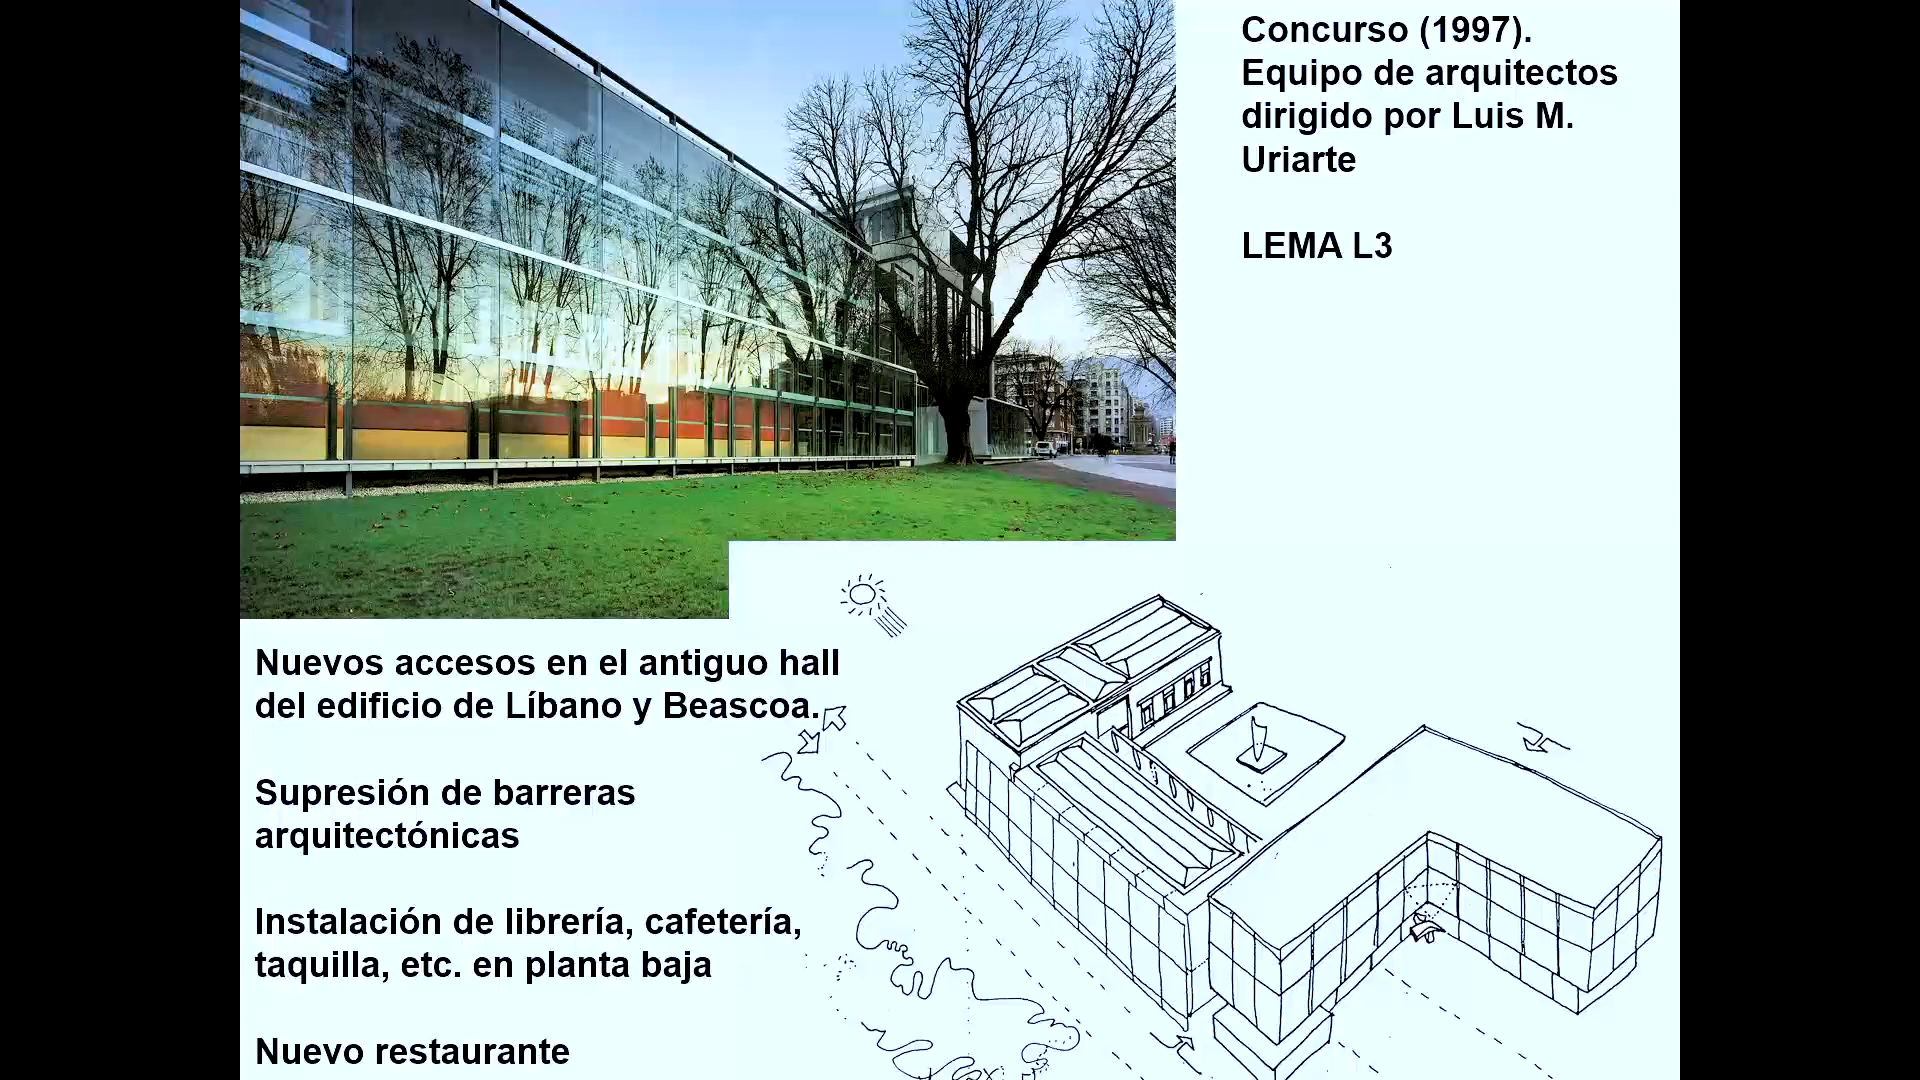 Concurso (1997).
Equipo de arquitectos
dirigido por Luis M.
Uriarte
LEMA L3
Nuevos accesos en el antiguo hall
del edificio de Líbano y Beascoa.
Supresión de barreras
arquitectónicas
Instalación de librería, cafetería,
taquilla, etc. en planta baja
Nuevo restaurante